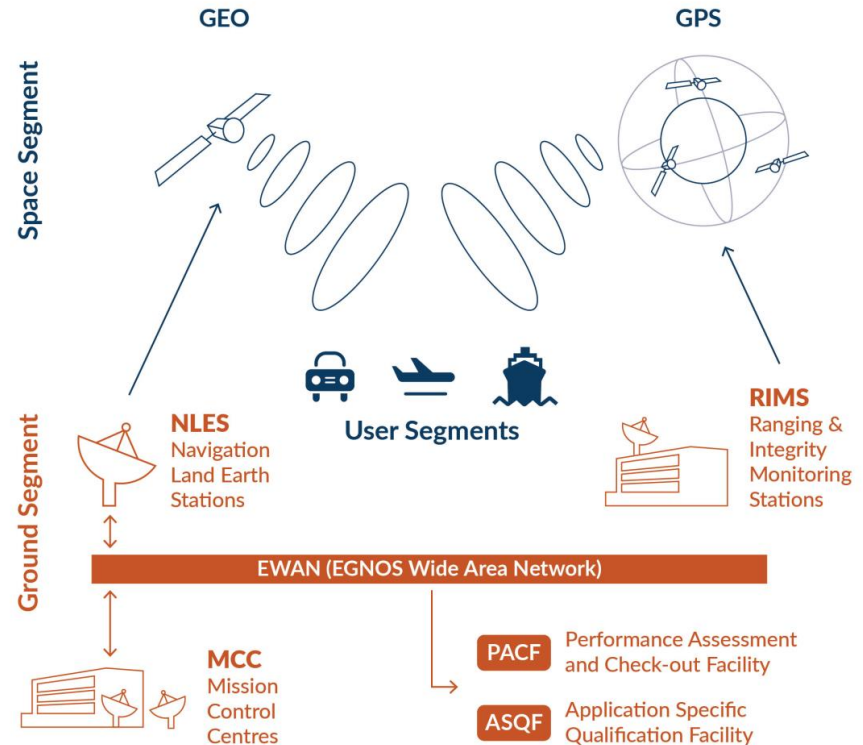 GEO
GPS
Space Segment
User Segments
Ground Segment
NLES
Navigation
Land Earth
Stations
RIMS
Ranging &
Integrity
Monitoring
Stations
EWAN (EGNOS Wide Area Network)
MCC
Mission
Control
Centres
PACF
Performance Assessment
and Check-out Facility
ASQF
Application Specific
Qualification Facility